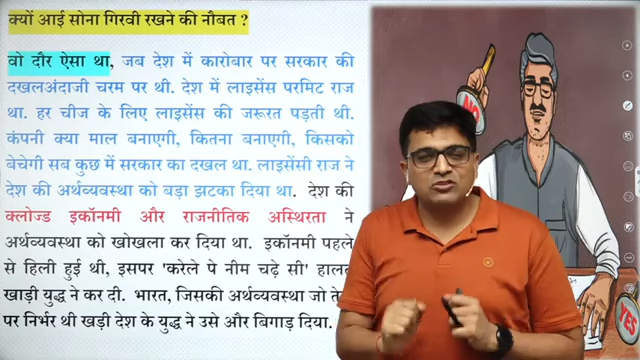 क्यों आई सोना गिरवी रखने की नौबत ?
वो दौर ऐसा था, जब देश में कारोबार पर सरकार की
दखलअंदाजी चरम पर थी. देश में लाइसेंस परमिट राज
था. हर चीज के लिए लाइसेंस की जरूरत पड़ती थी.
कंपनी क्या माल बनाएगी, कितना बनाएगी, किसको
बेचेगी सब कुछ में सरकार का दखल था. लाइसेंसी राज ने
देश की अर्थव्यवस्था को बड़ा झटका दिया था. देश की
क्लोज्ड इकॉनमी और राजनीतिक अस्थिरता ने
अर्थव्यवस्था को खोखला कर दिया था. इकॉनमी पहले
से हिली हुई थी, इसपर 'करेले पे नीम चढ़े सी'
खाड़ी युद्ध ने कर दी. भारत, जिसकी अर्थव्यवस्था जो
पर निर्भर थी खड़ी देश के युद्ध ने उसे और बिगाड़ दिया.
NO
YES